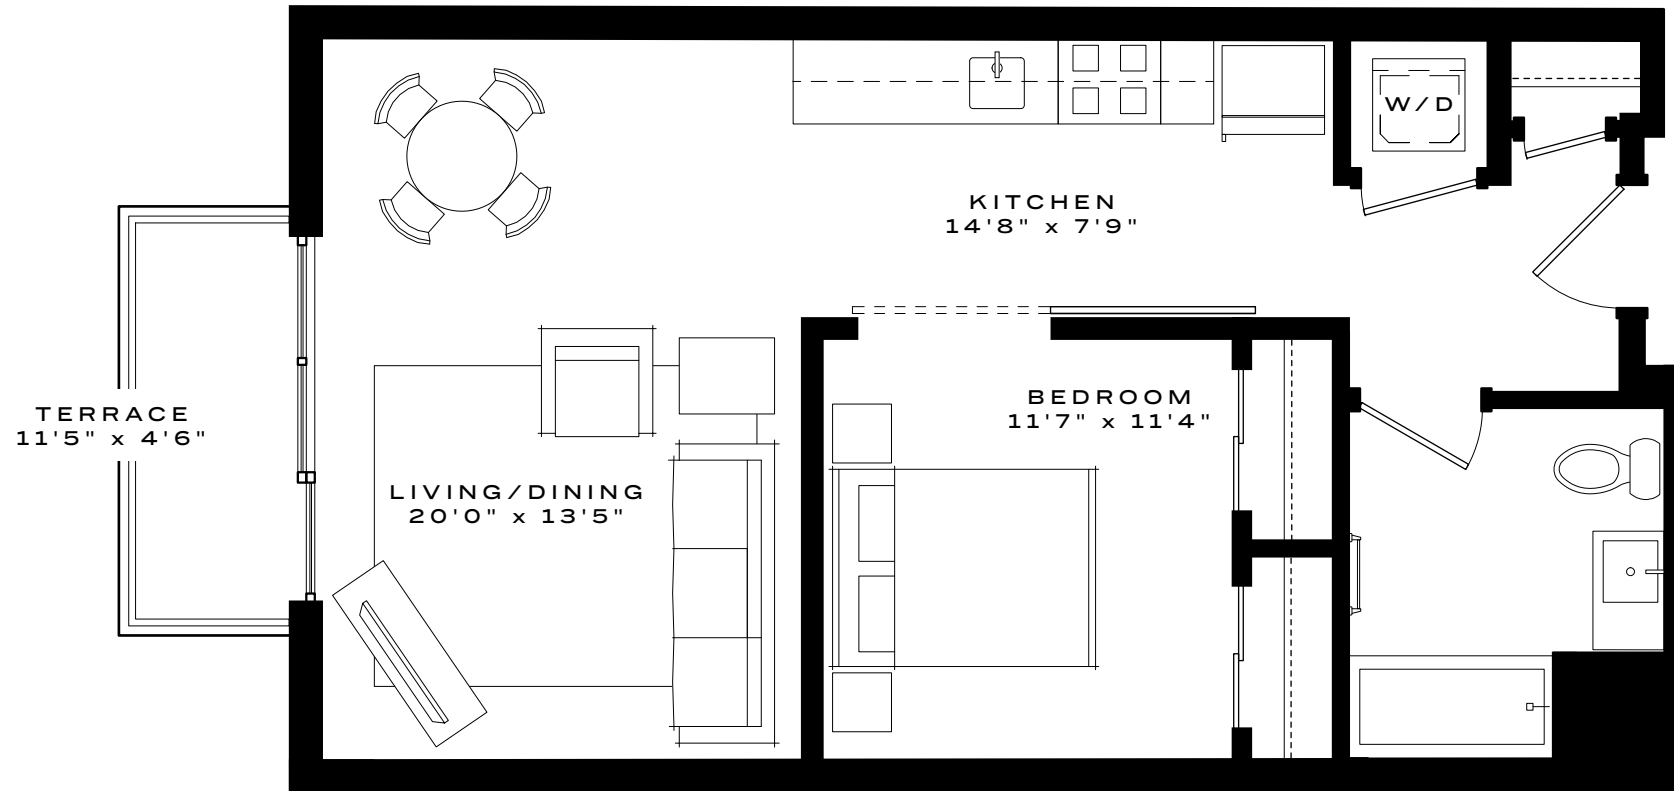 W/D
KITCHEN
14'8" x 7'9"
BEDROOM
11'7" x 11'4"
TERRACE
11'5" x 4'6"
LIVING/DINING
20'0" x 13'5"